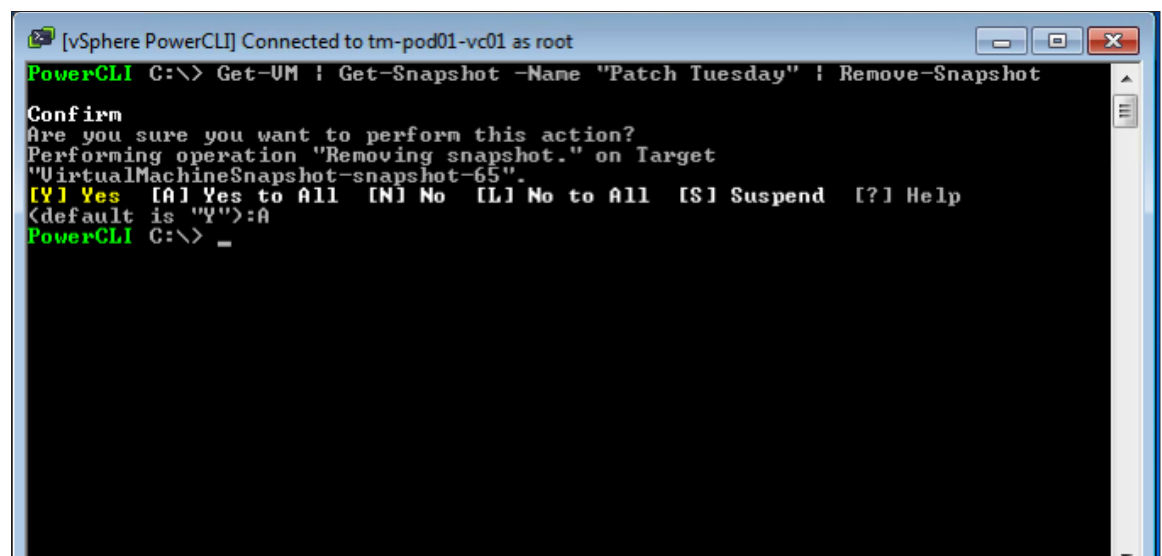 [vSphere PowerCLI] Connected to tm-pod01-vc01 as root
PowerCLI C:\> Get-VM | Get-Snapshot -Name "Patch Tuesday" | Remove-Snapshot
Confirm
Are you sure you want to perform this action?
Performing operation "Removing snapshot." on Target
"VirtualMachineSnapshot-snapshot-65".
[Y] Yes  [A] Yes to All  [N] No  [L] No to All  [S] Suspend  [?] Help
(default is "Y"):A
PowerCLI C:\> _